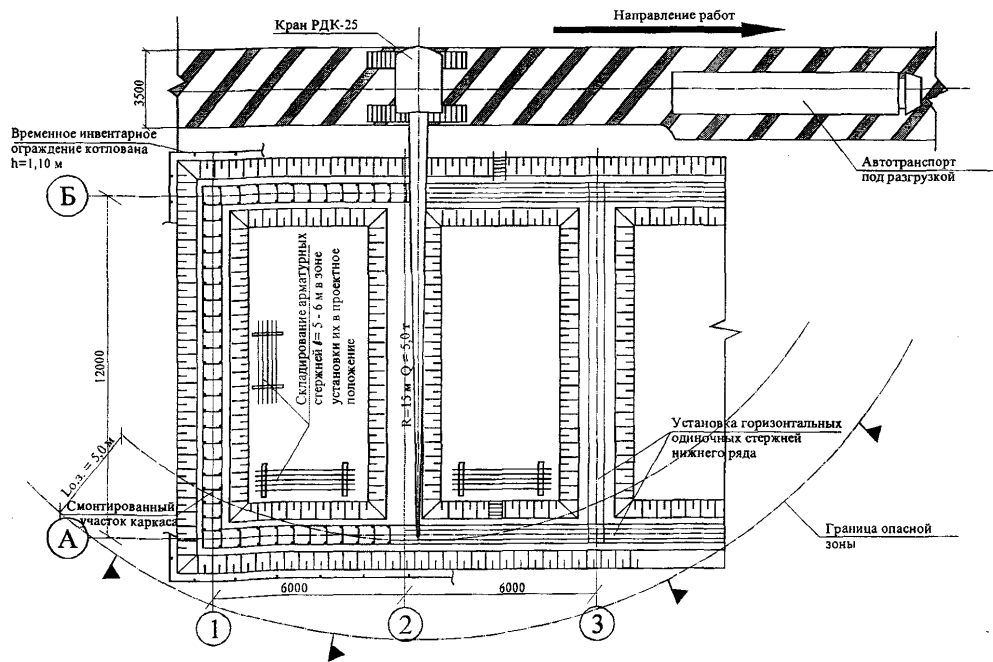 Кран РДК-25
Направление работ
3500
Временное инвентарное
ограждение котлована
h=1,10 м
Автотранспорт
под разгрузкой
Б
12000
Складирование арматурных
стержней ℓ= 5 - 6 м в зоне
установки их в проектное
положение
R=15 м Q = 5,0 т
Установка горизонтальных
одиночных стержней
нижнего ряда
Lо.з. = 5,0 м
Смонтированный
участок каркаса
А
Граница опасной
зоны
6000
6000
1
2
3